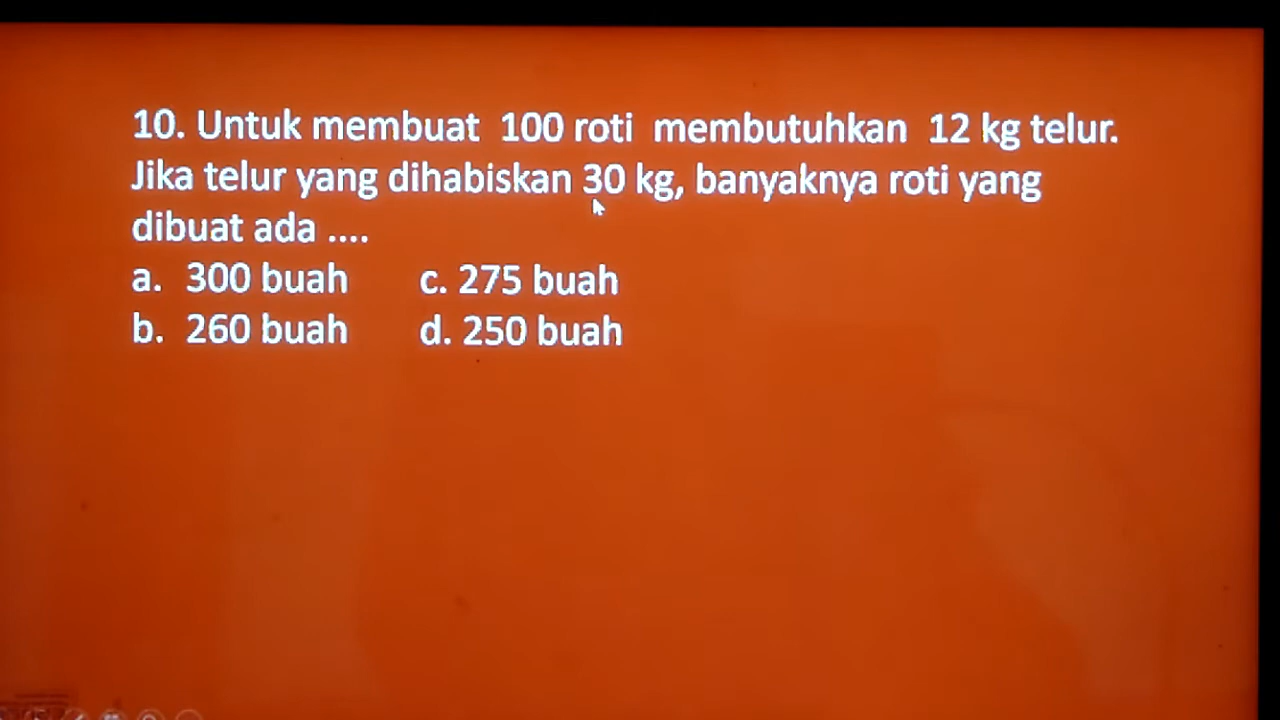 10. Untuk membuat 100 roti membutuhkan 12 kg telur.
Jika telur yang dihabiskan 30 kg, banyaknya roti yang
dibuat ada ....
a. 300 buah c. 275 buah
b. 260 buah d. 250 buah